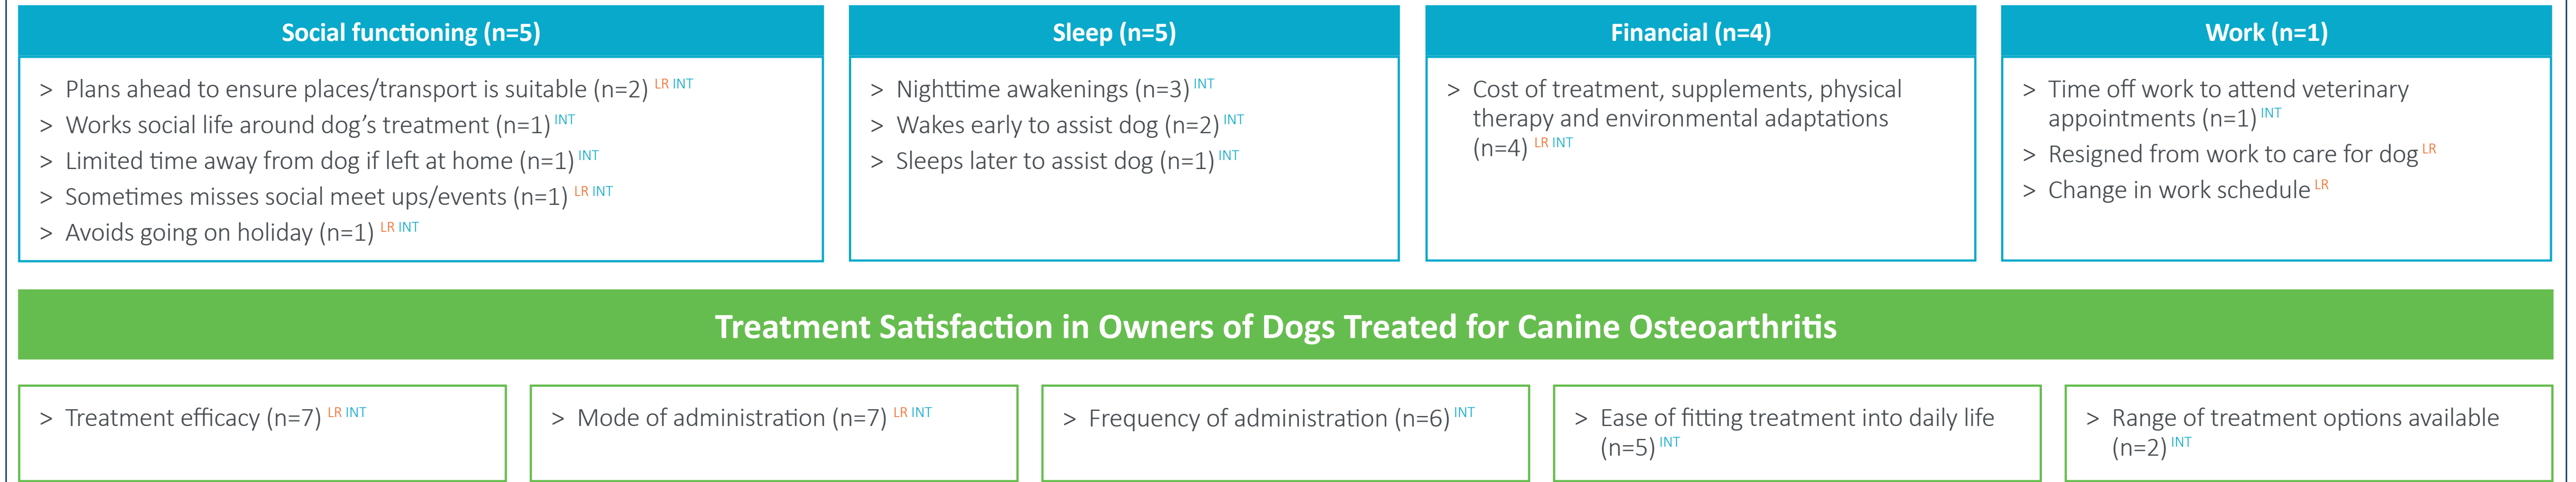 Social functioning (n=5)
> Plans ahead to ensure places/transport is suitable (n=2) LR INT
> Works social life around dog’s treatment (n=1) INT
> Limited time away from dog if left at home (n=1) INT
> Sometimes misses social meet ups/events (n=1) LR INT
> Avoids going on holiday (n=1) LR INT
Sleep (n=5)
> Nighttime awakenings (n=3) INT
> Wakes early to assist dog (n=2) INT
> Sleeps later to assist dog (n=1) INT
Financial (n=4)
> Cost of treatment, supplements, physical
therapy and environmental adaptations
(n=4) LR INT
Work (n=1)
> Time off work to attend veterinary
appointments (n=1) INT
> Resigned from work to care for dog LR
> Change in work schedule LR
Treatment Satisfaction in Owners of Dogs Treated for Canine Osteoarthritis
> Treatment efficacy (n=7) LR INT
> Mode of administration (n=7) LR INT
> Frequency of administration (n=6) INT
> Ease of fitting treatment into daily life
(n=5) INT
> Range of treatment options available
(n=2) INT